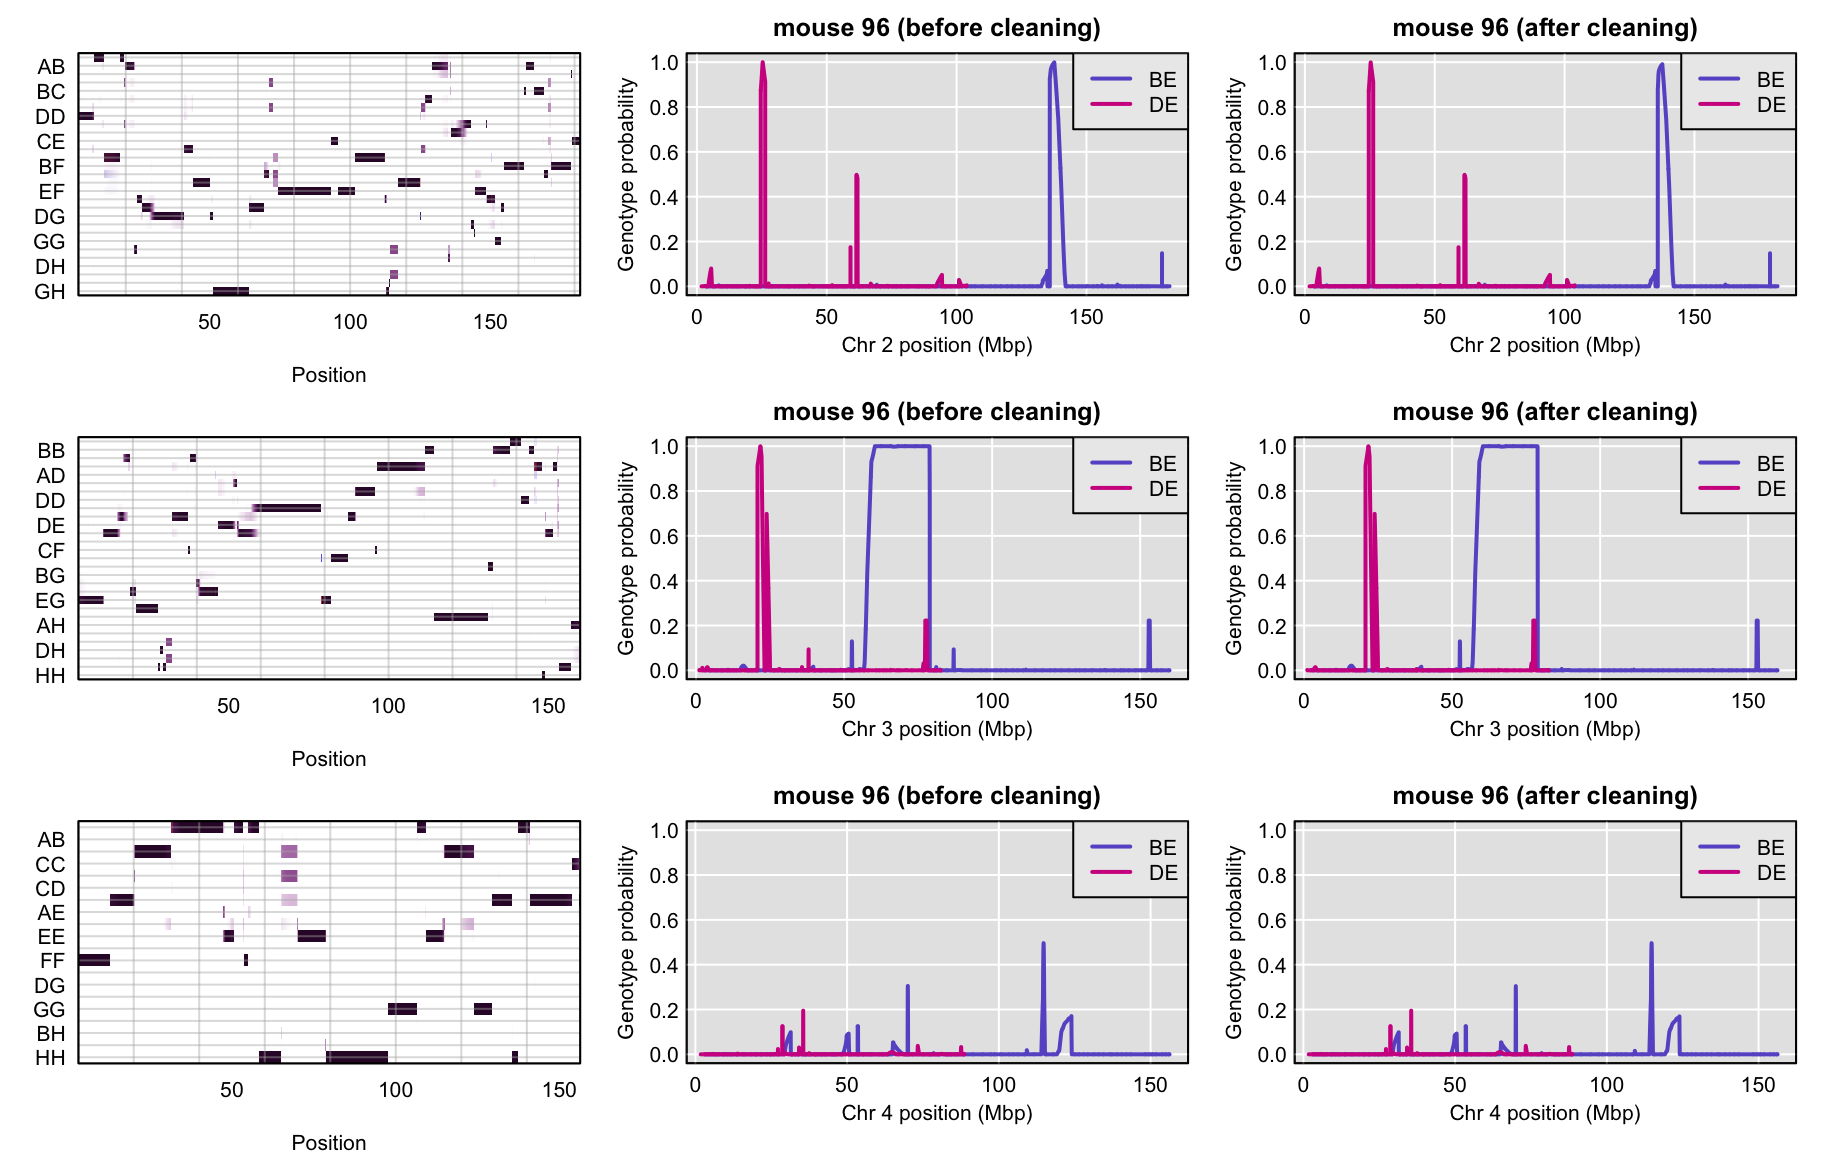 AB
BC
DD
CE
BF
EF
DG
GG
DH
GH
50 100 150
Position
mouse 96 (before cleaning)
Genotype probability
1.0
0.8
0.6
0.4
0.2
0.0
BE
DE
0 50 100 150
Chr 2 position (Mbp)
mouse 96 (after cleaning)
Genotype probability
1.0
0.8
0.6
0.4
0.2
0.0
BE
DE
0 50 100 150
Chr 2 position (Mbp)
BB
AD
DD
DE
CF
BG
EG
AH
DH
HH
50 100 150
Position
mouse 96 (before cleaning)
Genotype probability
1.0
0.8
0.6
0.4
0.2
0.0
BE
DE
0 50 100 150
Chr 3 position (Mbp)
mouse 96 (after cleaning)
Genotype probability
1.0
0.8
0.6
0.4
0.2
0.0
BE
DE
0 50 100 150
Chr 3 position (Mbp)
AB
CC
CD
AE
EE
FF
DG
GG
BH
HH
50 100 150
Position
mouse 96 (before cleaning)
Genotype probability
1.0
0.8
0.6
0.4
0.2
0.0
BE
DE
0 50 100 150
Chr 4 position (Mbp)
mouse 96 (after cleaning)
Genotype probability
1.0
0.8
0.6
0.4
0.2
0.0
BE
DE
0 50 100 150
Chr 4 position (Mbp)